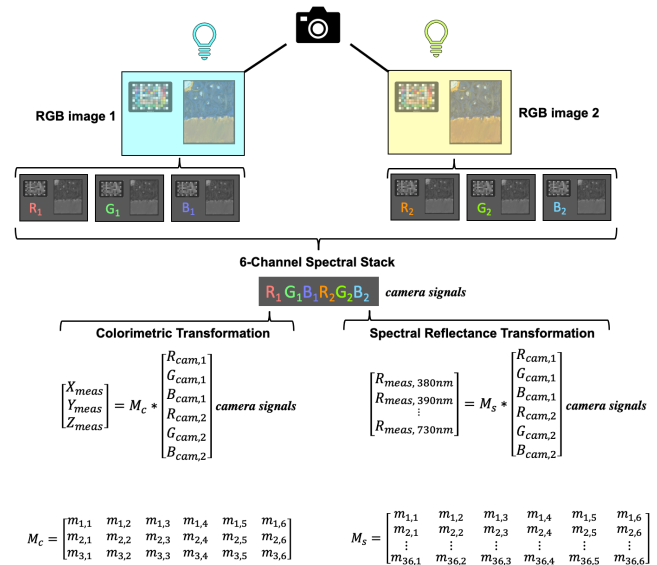 RGB image 1
RGB image 2
R1 G1 B1 R2 G2 B2
6-Channel Spectral Stack
R1 G1 B1 R2 G2 B2 camera signals
Colorimetric Transformation
[Xmeas Ymeas Zmeas] = Mc * [Rcam,1 Gcam,1 Bcam,1 Rcam,2 Gcam,2 Bcam,2] camera signals
Spectral Reflectance Transformation
[Rmeas, 380nm Rmeas, 390nm ⋮ Rmeas, 730nm] = Ms * [Rcam,1 Gcam,1 Bcam,1 Rcam,2 Gcam,2 Bcam,2] camera signals
Mc = [m1,1 m1,2 m1,3 m1,4 m1,5 m1,6
m2,1 m2,2 m2,3 m2,4 m2,5 m2,6
m3,1 m3,2 m3,3 m3,4 m3,5 m3,6]
Ms = [m1,1 m1,2 m1,3 m1,4 m1,5 m1,6
m2,1 m2,2 m2,3 m2,4 m2,5 m2,6
⋮ ⋮ ⋮ ⋮ ⋮ ⋮
m36,1 m36,2 m36,3 m36,4 m36,5 m36,6]